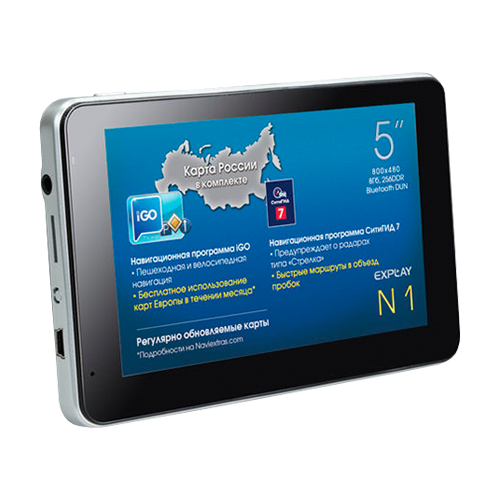 Карта России
в комплекте
5"
800x480
8Гб, 256DDR
Bluetooth DUN
iGO
СитиГИД
7
Навигационная программа iGO
• Пешеходная и велосипедная
навигация
• Бесплатное использование
карт Европы в течении месяца*
Навигационная программа СитиГИД 7
• Предупреждает о радарах
типа «Стрелка»
• Быстрые маршруты в объезд
пробок
EXPLAY
N1
Регулярно обновляемые карты
*Подробности на Naviextras.com